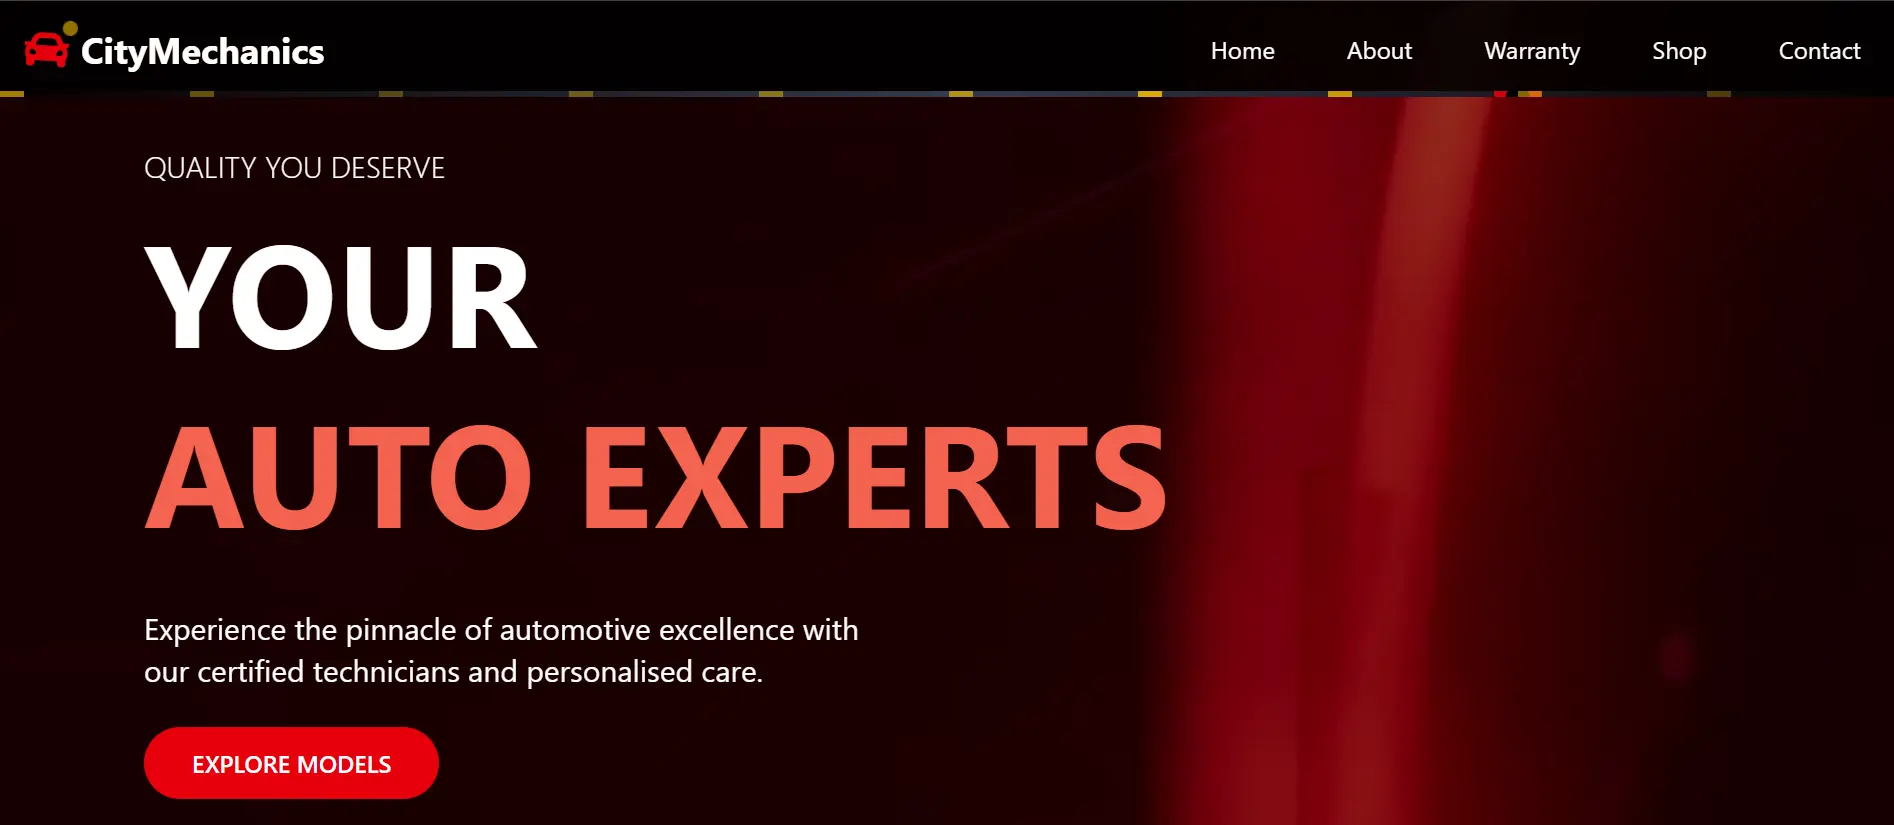 CityMechanics
Home About Warranty Shop Contact
QUALITY YOU DESERVE
YOUR
AUTO EXPERTS
Experience the pinnacle of automotive excellence with
our certified technicians and personalised care.
EXPLORE MODELS